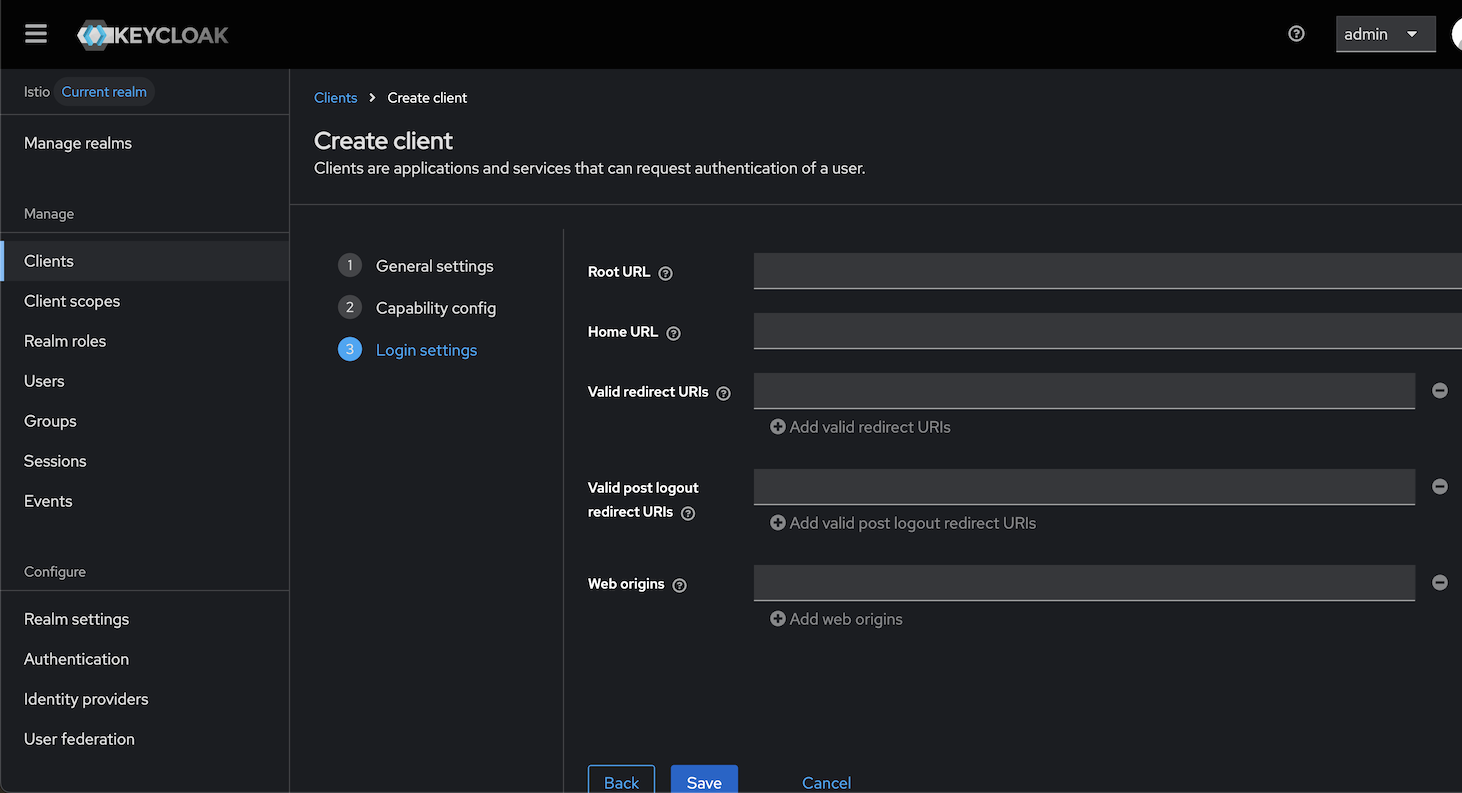 KEYCLOAK
admin
Istio Current realm
Manage realms
Manage
Clients
Client scopes
Realm roles
Users
Groups
Sessions
Events
Configure
Realm settings
Authentication
Identity providers
User federation
Clients > Create client
Create client
Clients are applications and services that can request authentication of a user.
1 General settings
2 Capability config
3 Login settings
Root URL
Home URL
Valid redirect URIs
Add valid redirect URIs
Valid post logout
redirect URIs
Add valid post logout redirect URIs
Web origins
Add web origins
Back Save Cancel